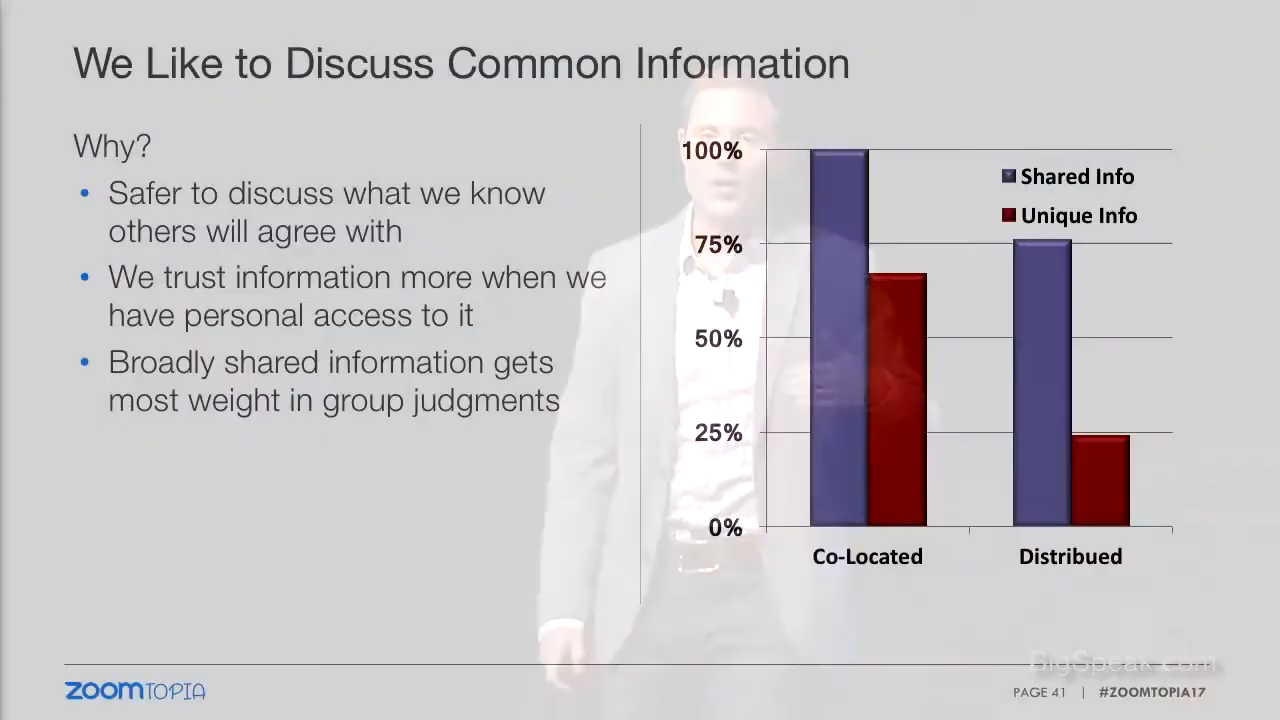 We Like to Discuss Common Information
Why?
• Safer to discuss what we know
others will agree with
• We trust information more when we
have personal access to it
• Broadly shared information gets
most weight in group judgments
100%
75%
50%
25%
0%
Shared Info
Unique Info
Co-Located
Distribued
BigSpeak.com
ZOOMTOPIA
PAGE 41 | #ZOOMTOPIA17